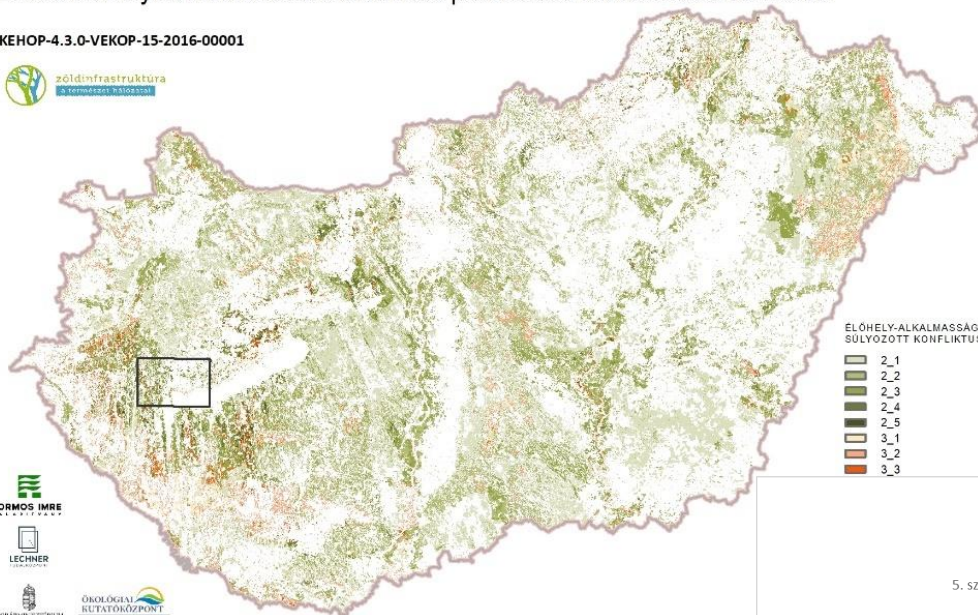 KEHOP-4.3.0-VEKOP-15-2016-00001
zöldinfrastruktúra
a természet hálózatai
ÉLŐHELY-ALKALMASSÁG
SÚLYOZOTT KONFLIKTUS
2_1
2_2
2_3
2_4
2_5
3_1
3_2
3_3
ORMOS IMRE
LECHNER
ÖKOLÓGIAI
KUTATÓKÖZPONT
5. sz